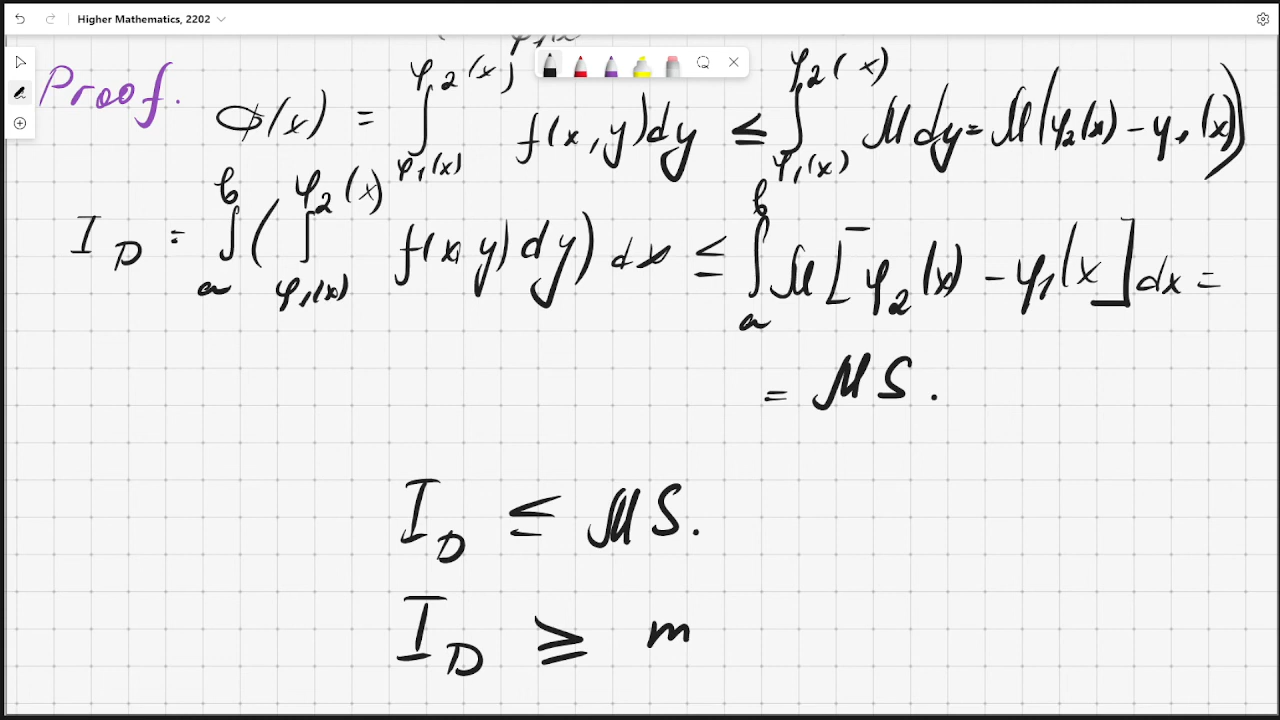 Higher Mathematics, 2202
Proof.
Φ(x) = ∫_{φ₁(x)}^{φ₂(x)} f(x,y)dy ≤ ∫_{φ₁(x)}^{φ₂(x)} M dy = M(φ₂(x) - φ₁(x))
I_D = ∫_a^b (∫_{φ₁(x)}^{φ₂(x)} f(x,y)dy)dx ≤ ∫_a^b M[φ₂(x) - φ₁(x]dx =
= MS.
I_D ≤ MS.
I_D ≥ m